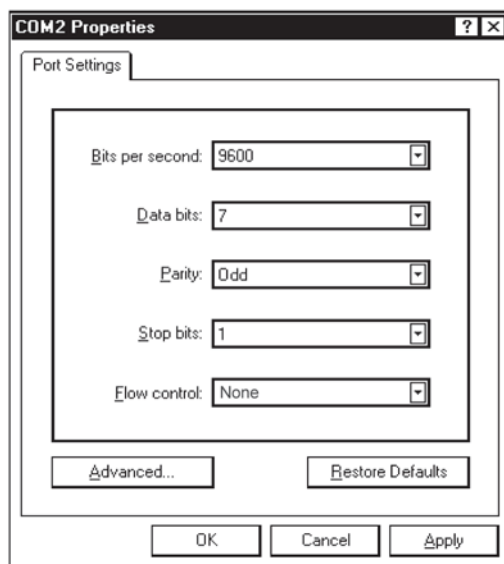 COM2 Properties ? ×
Port Settings
Bits per second: 9600
Data bits: 7
Parity: Odd
Stop bits: 1
Flow control: None
Advanced... Restore Defaults
OK Cancel Apply